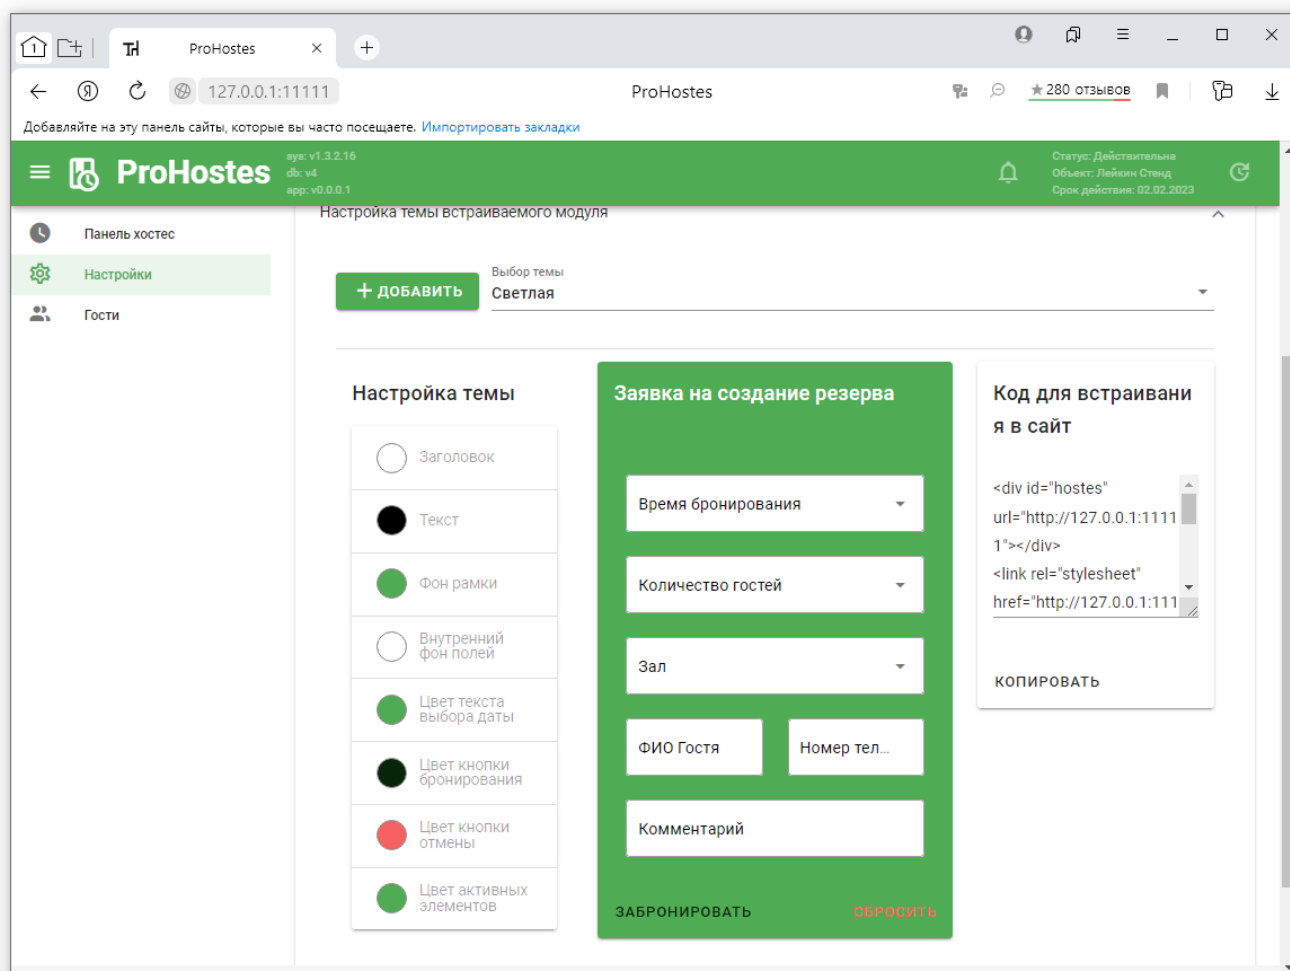 1
ProHostes
Я
127.0.0.1:11111
ProHostes
280 отзывов
Добавляйте на эту панель сайты, которые вы часто посещаете. Импортировать закладки
ProHostes
sys: v1.3.2.16
db: v4
app: v0.0.0.1
Статус: Действительна
Объект: Лейкин Стенд
Срок действия: 02.02.2023
Панель хостес
Настройки
Гости
Настройка темы встраиваемого модуля
+ ДОБАВИТЬ
Выбор темы
Светлая
Настройка темы
Заголовок
Текст
Фон рамки
Внутренний
фон полей
Цвет текста
выбора даты
Цвет кнопки
бронирования
Цвет кнопки
отмены
Цвет активных
элементов
Заявка на создание резерва
Время бронирования
Количество гостей
Зал
ФИО Гостя
Номер тел...
Комментарий
ЗАБРОНИРОВАТЬ
СБРОСИТЬ
Код для встраивани
я в сайт
<div id="hostes"
url="http://127.0.0.1:1111
1"></div>
<link rel="stylesheet"
href="http://127.0.0.1:111
КОПИРОВАТЬ